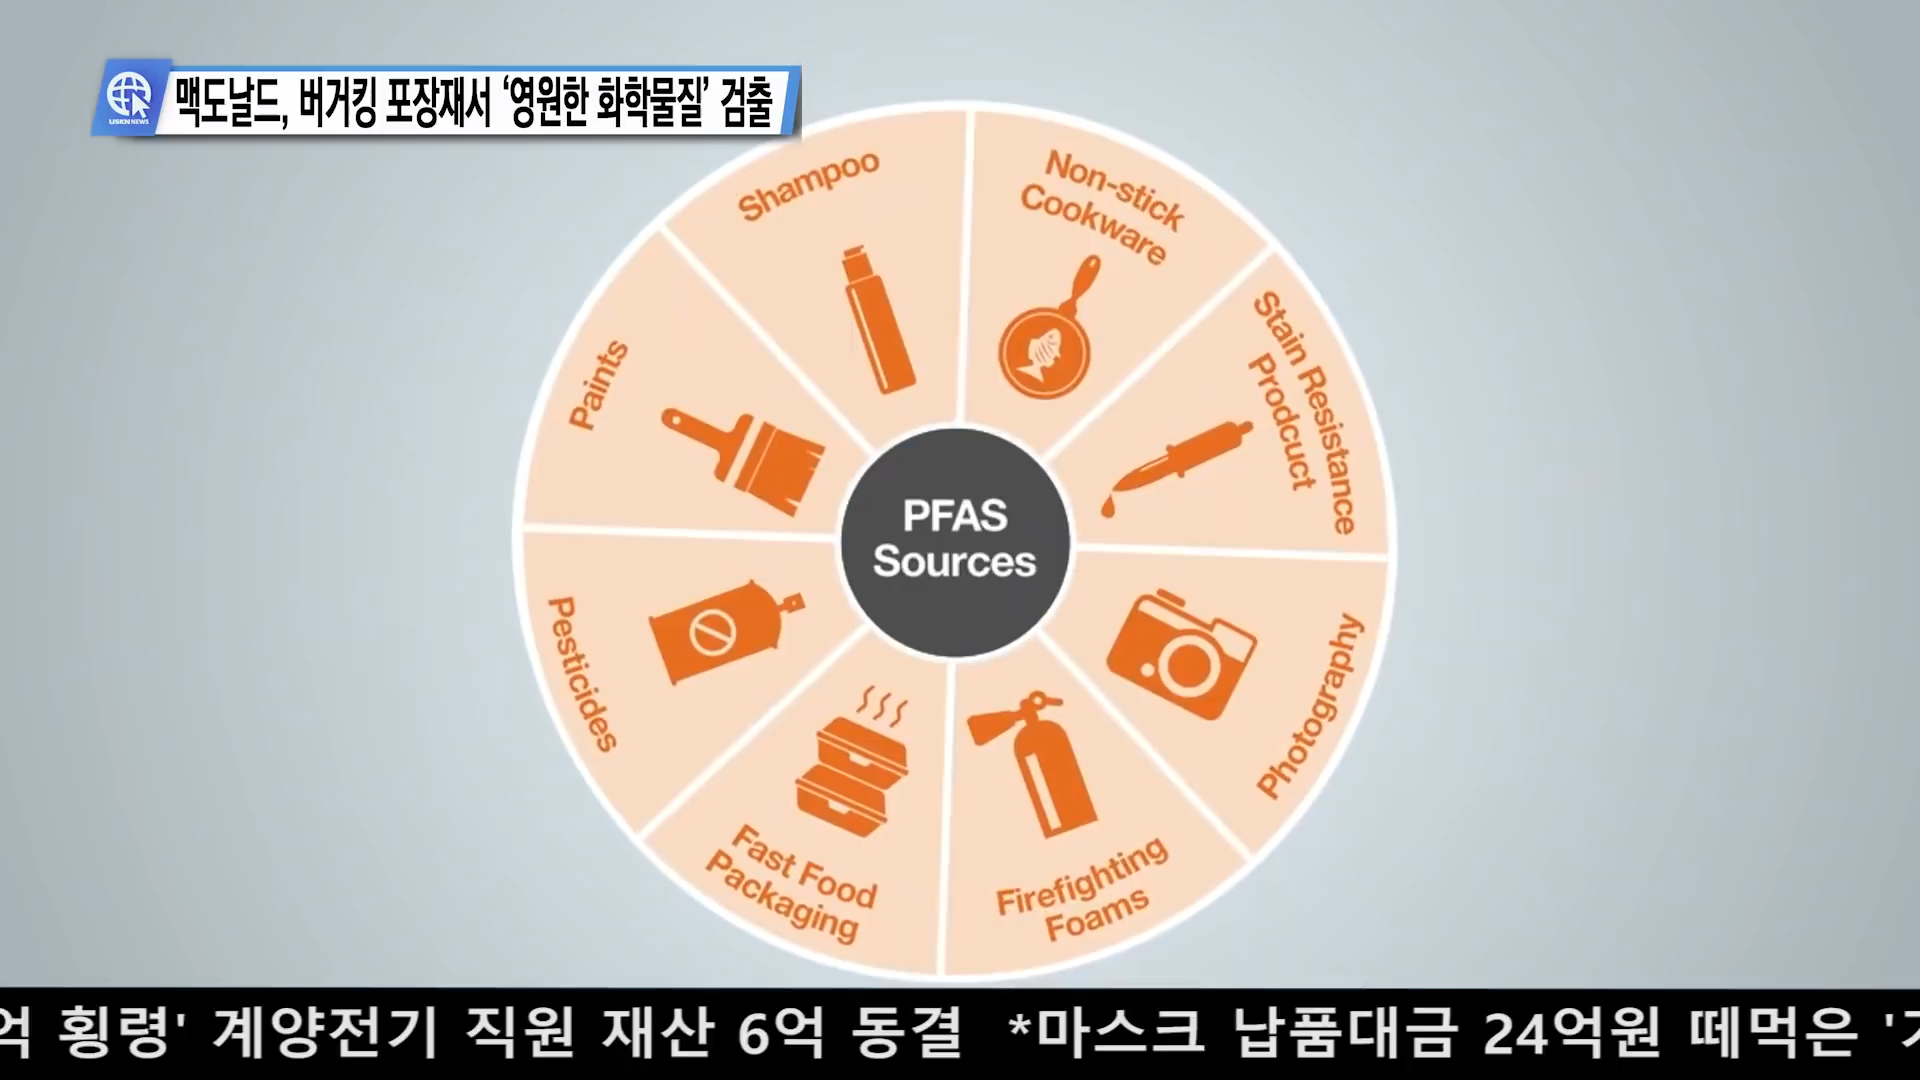 USKN NEWS
맥도날드, 버거킹 포장재서 '영원한 화학물질' 검출
Shampoo
Non-stick
Cookware
Stain Resistance
Prodcuct
Paints
PFAS
Sources
Pesticides
Photography
Fast Food
Packaging
Firefighting
Foams
억 횡령' 계양전기 직원 재산 6억 동결 *마스크 납품대금 24억원 떼먹은 '